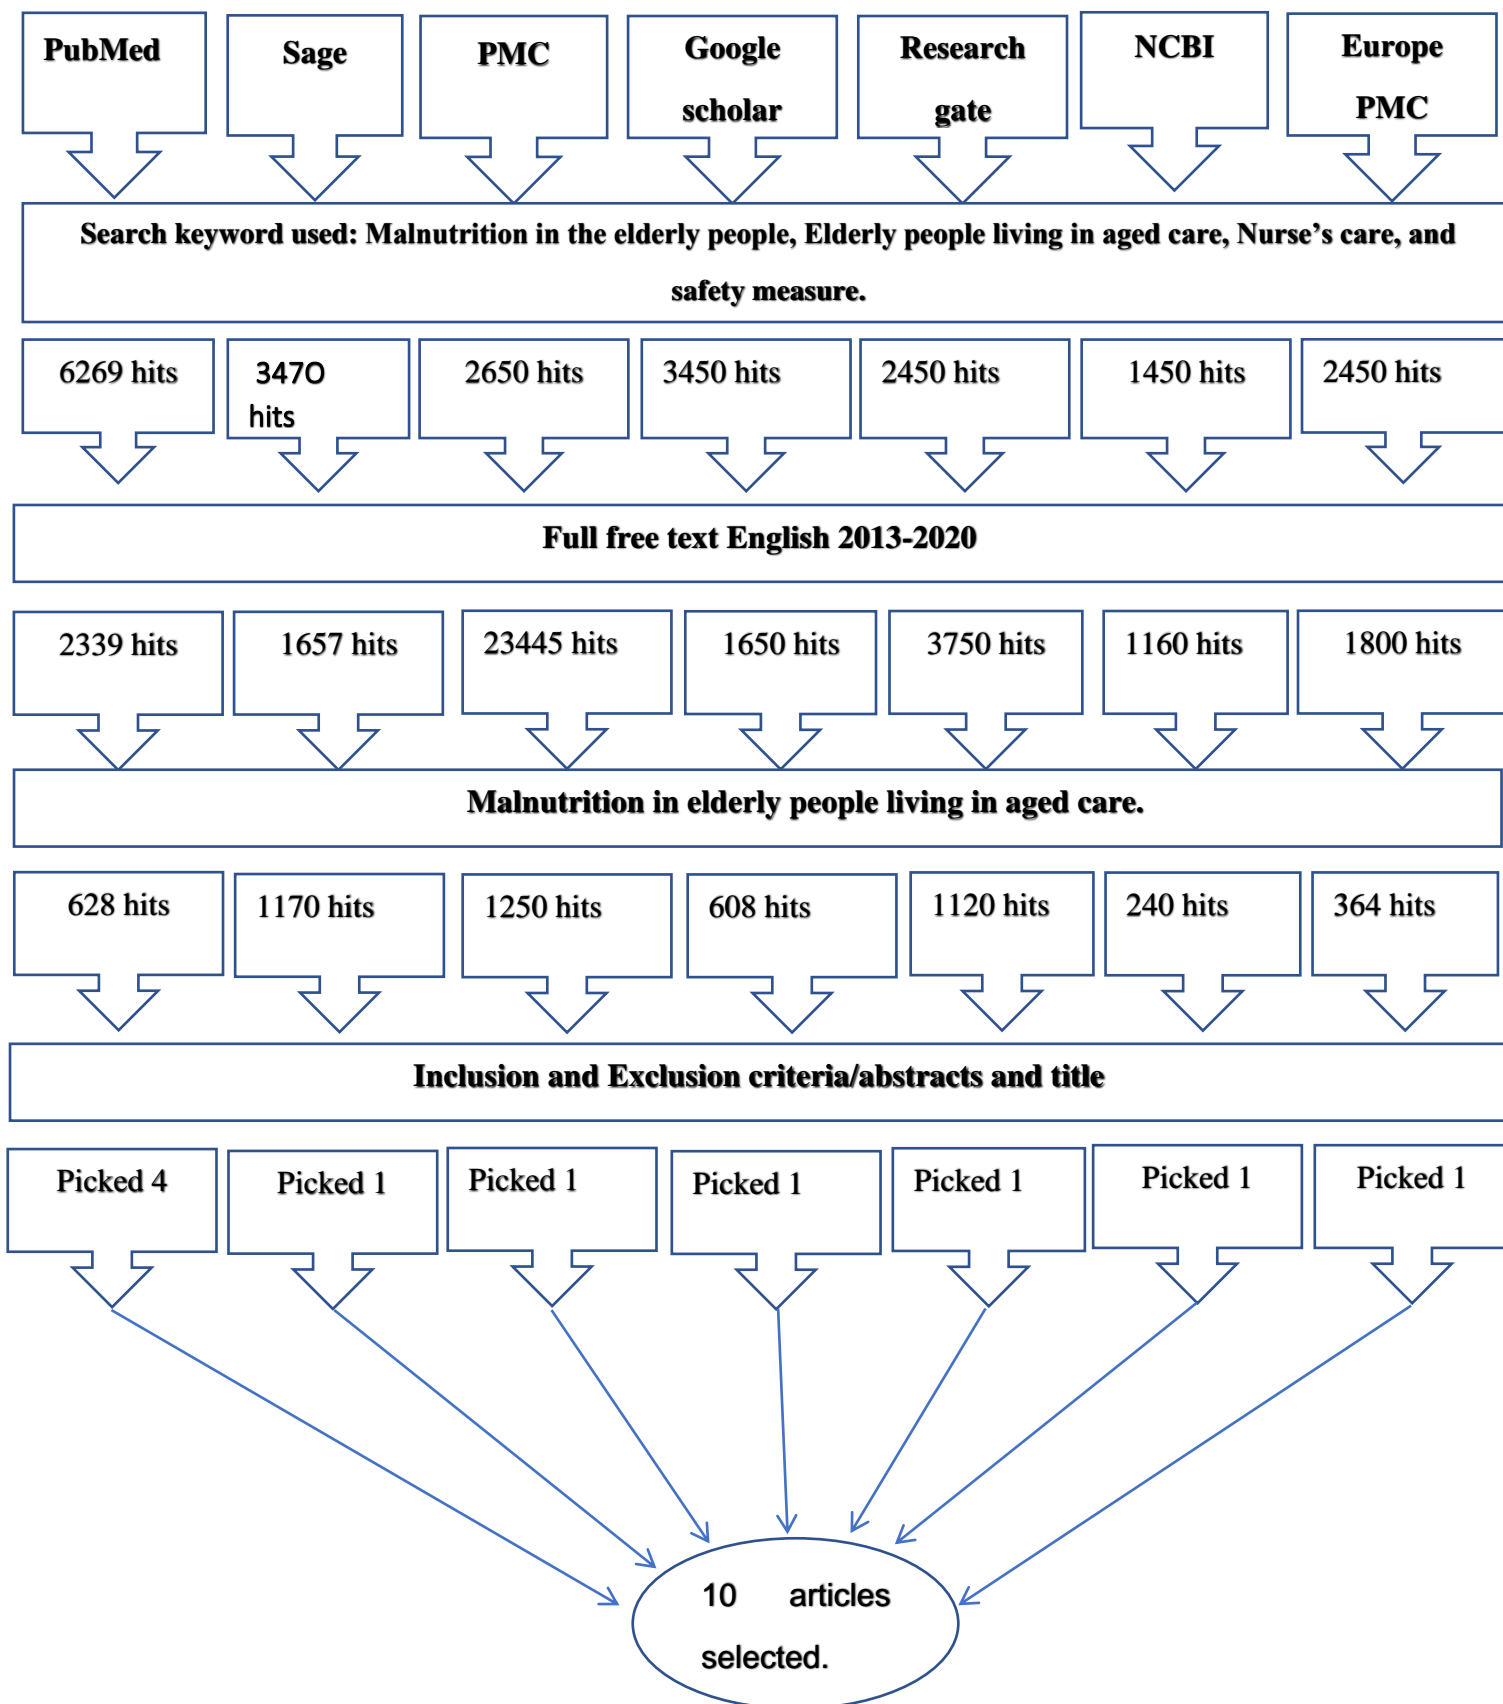 PubMed
Sage
PMC
Google
scholar
Research
gate
NCBI
Europe
PMC
Search keyword used: Malnutrition in the elderly people, Elderly people living in aged care, Nurse’s care, and
safety measure.
6269 hits
347O
hits
2650 hits
3450 hits
2450 hits
1450 hits
2450 hits
Full free text English 2013-2020
2339 hits
1657 hits
23445 hits
1650 hits
3750 hits
1160 hits
1800 hits
Malnutrition in elderly people living in aged care.
628 hits
1170 hits
1250 hits
608 hits
1120 hits
240 hits
364 hits
Inclusion and Exclusion criteria/abstracts and title
Picked 4
Picked 1
Picked 1
Picked 1
Picked 1
Picked 1
Picked 1
10 articles
selected.